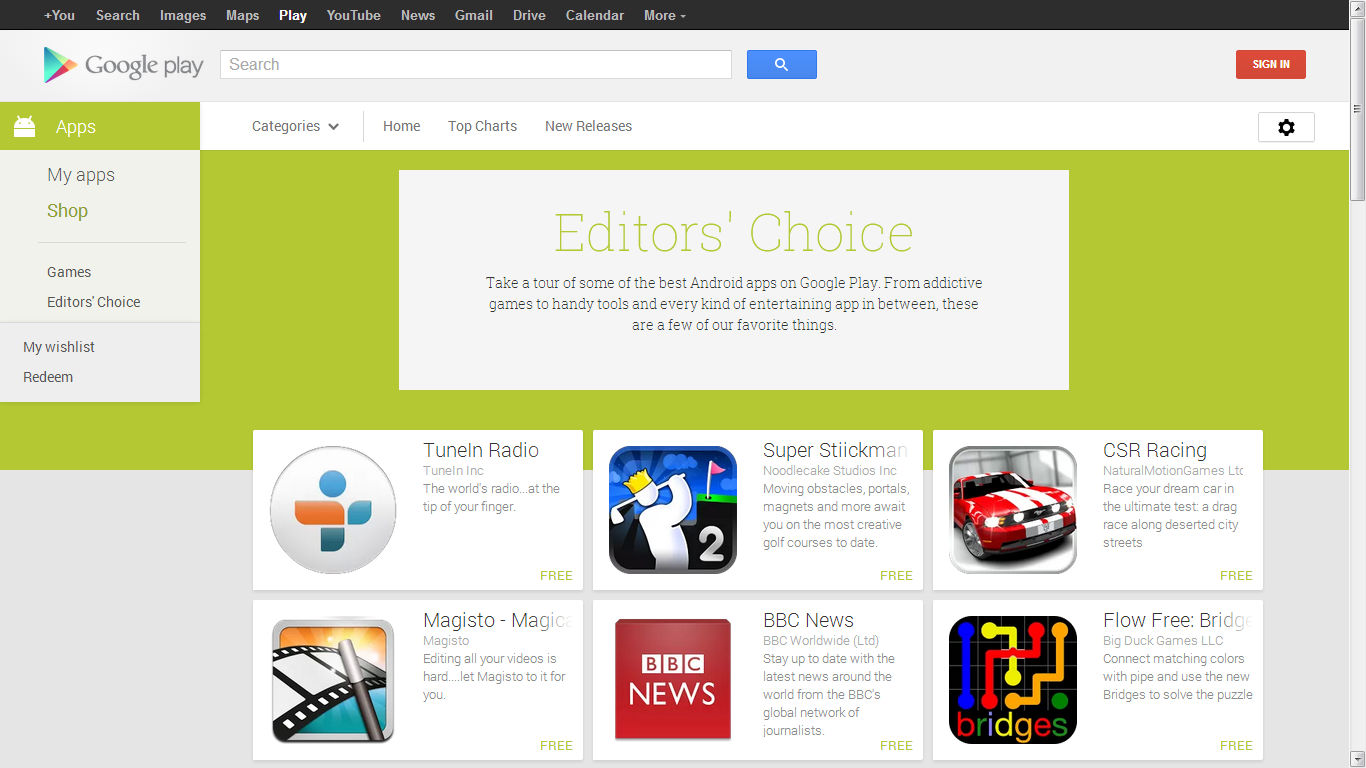 +You Search Images Maps Play YouTube News Gmail Drive Calendar More
Google play Search SIGN IN
Apps Categories Home Top Charts New Releases
My apps
Shop
Games
Editors' Choice
My wishlist
Redeem
Editors' Choice
Take a tour of some of the best Android apps on Google Play. From addictive
games to handy tools and every kind of entertaining app in between, these
are a few of our favorite things.
TuneIn Radio
TuneIn Inc
The world's radio...at the
tip of your finger.
FREE
2
Super Stiickman
Noodlecake Studios Inc
Moving obstacles, portals,
magnets and more await
you on the most creative
golf courses to date.
FREE
CSR Racing
NaturalMotionGames Ltd
Race your dream car in
the ultimate test: a drag
race along deserted city
streets
FREE
Magisto - Magica
Magisto
Editing all your videos is
hard....let Magisto to it for
you.
FREE
BBC
NEWS
BBC News
BBC Worldwide (Ltd)
Stay up to date with the
latest news around the
world from the BBC's
global network of
journalists.
FREE
bridges
Flow Free: Bridge
Big Duck Games LLC
Connect matching colors
with pipe and use the new
Bridges to solve the puzzle
FREE